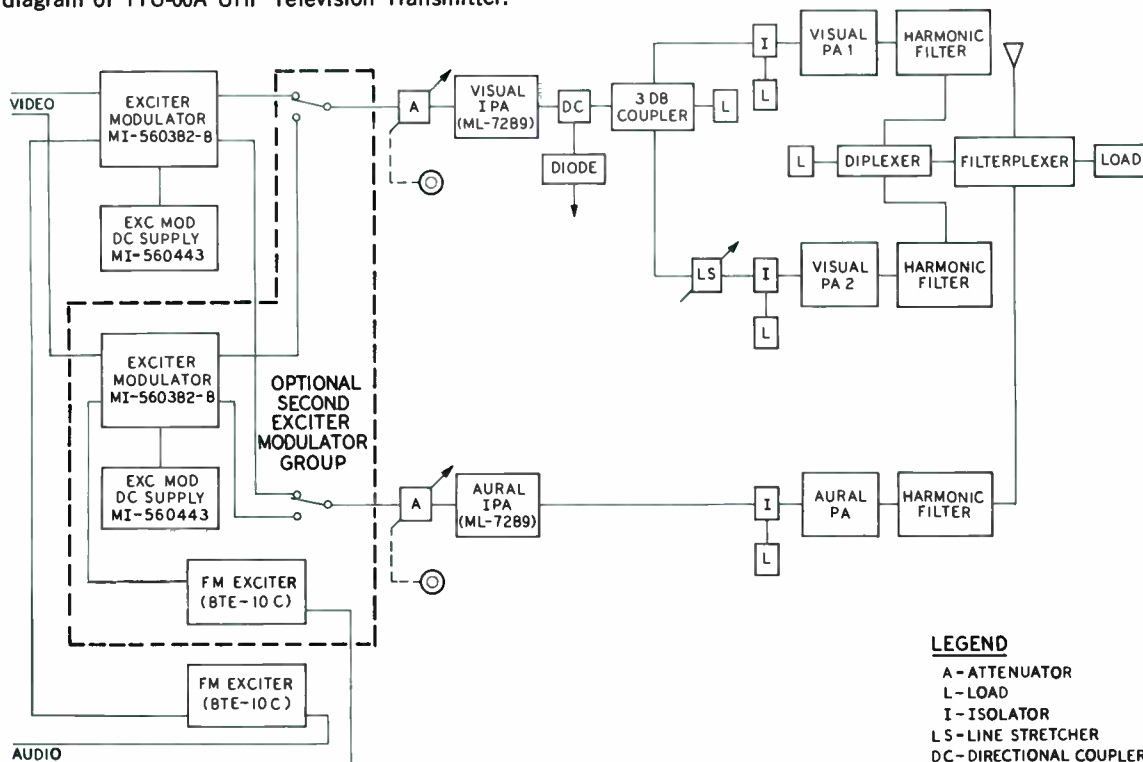 diagram of TTU-60A UHF Television Transmitter.
VIDEO
EXCITER
MODULATOR
MI-560382-B
EXC MOD
DC SUPPLY
MI-560443
A
VISUAL
IPA
(ML-7289)
DC
DIODE
3 DB
COUPLER
L
I
L
VISUAL
PA 1
HARMONIC
FILTER
L
DIPLEXER
FILTERPLEXER
LOAD
LS
I
L
VISUAL
PA2
HARMONIC
FILTER
EXCITER
MODULATOR
MI-560382-B
EXC MOD
DC SUPPLY
MI-560443
OPTIONAL
SECOND
EXCITER
MODULATOR
GROUP
A
AURAL
IPA
(ML-7289)
I
L
AURAL
PA
HARMONIC
FILTER
FM EXCITER
(BTE-10C)
FM EXCITER
(BTE-10C)
AUDIO
LEGEND
A-ATTENUATOR
L-LOAD
I-ISOLATOR
LS-LINE STRETCHER
DC-DIRECTIONAL COUPLER